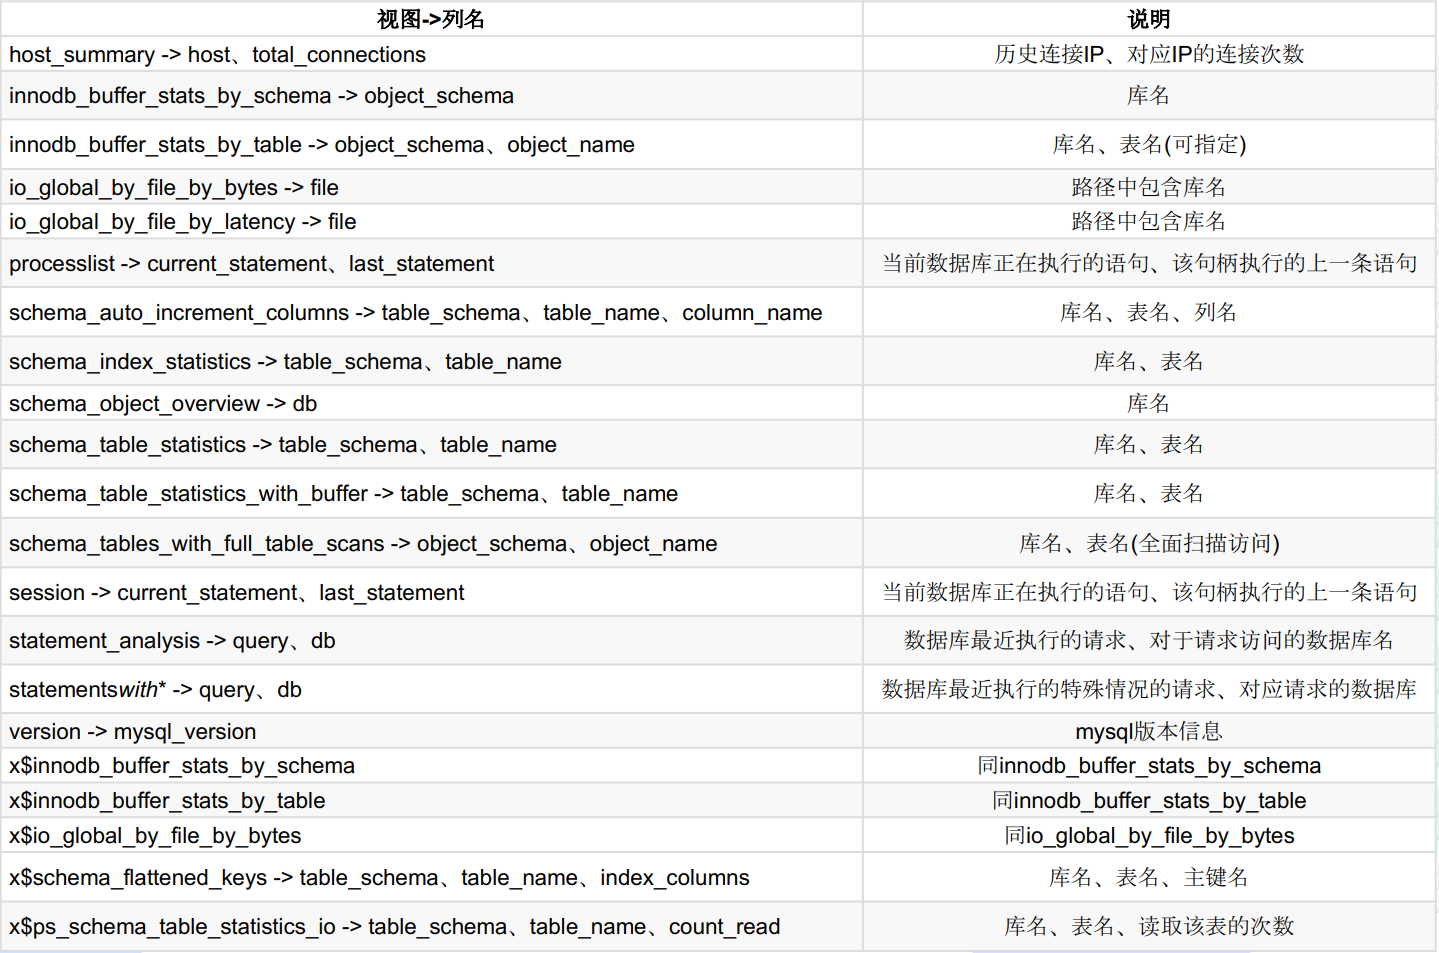 视图->列名 说明
host_summary -> host、total_connections 历史连接IP、对应IP的连接次数
innodb_buffer_stats_by_schema -> object_schema 库名
innodb_buffer_stats_by_table -> object_schema、object_name 库名、表名(可指定)
io_global_by_file_by_bytes -> file 路径中包含库名
io_global_by_file_by_latency -> file 路径中包含库名
processlist -> current_statement、last_statement 当前数据库正在执行的语句、该句柄执行的上一条语句
schema_auto_increment_columns -> table_schema、table_name、column_name 库名、表名、列名
schema_index_statistics -> table_schema、table_name 库名、表名
schema_object_overview -> db 库名
schema_table_statistics -> table_schema、table_name 库名、表名
schema_table_statistics_with_buffer -> table_schema、table_name 库名、表名
schema_tables_with_full_table_scans -> object_schema、object_name 库名、表名(全面扫描访问)
session -> current_statement、last_statement 当前数据库正在执行的语句、该句柄执行的上一条语句
statement_analysis -> query、db 数据库最近执行的请求、对于请求访问的数据库名
statementswith* -> query、db 数据库最近执行的特殊情况的请求、对应请求的数据库
version -> mysql_version mysql版本信息
x$innodb_buffer_stats_by_schema 同innodb_buffer_stats_by_schema
x$innodb_buffer_stats_by_table 同innodb_buffer_stats_by_table
x$io_global_by_file_by_bytes 同io_global_by_file_by_bytes
x$schema_flattened_keys -> table_schema、table_name、index_columns 库名、表名、主键名
x$ps_schema_table_statistics_io -> table_schema、table_name、count_read 库名、表名、读取该表的次数